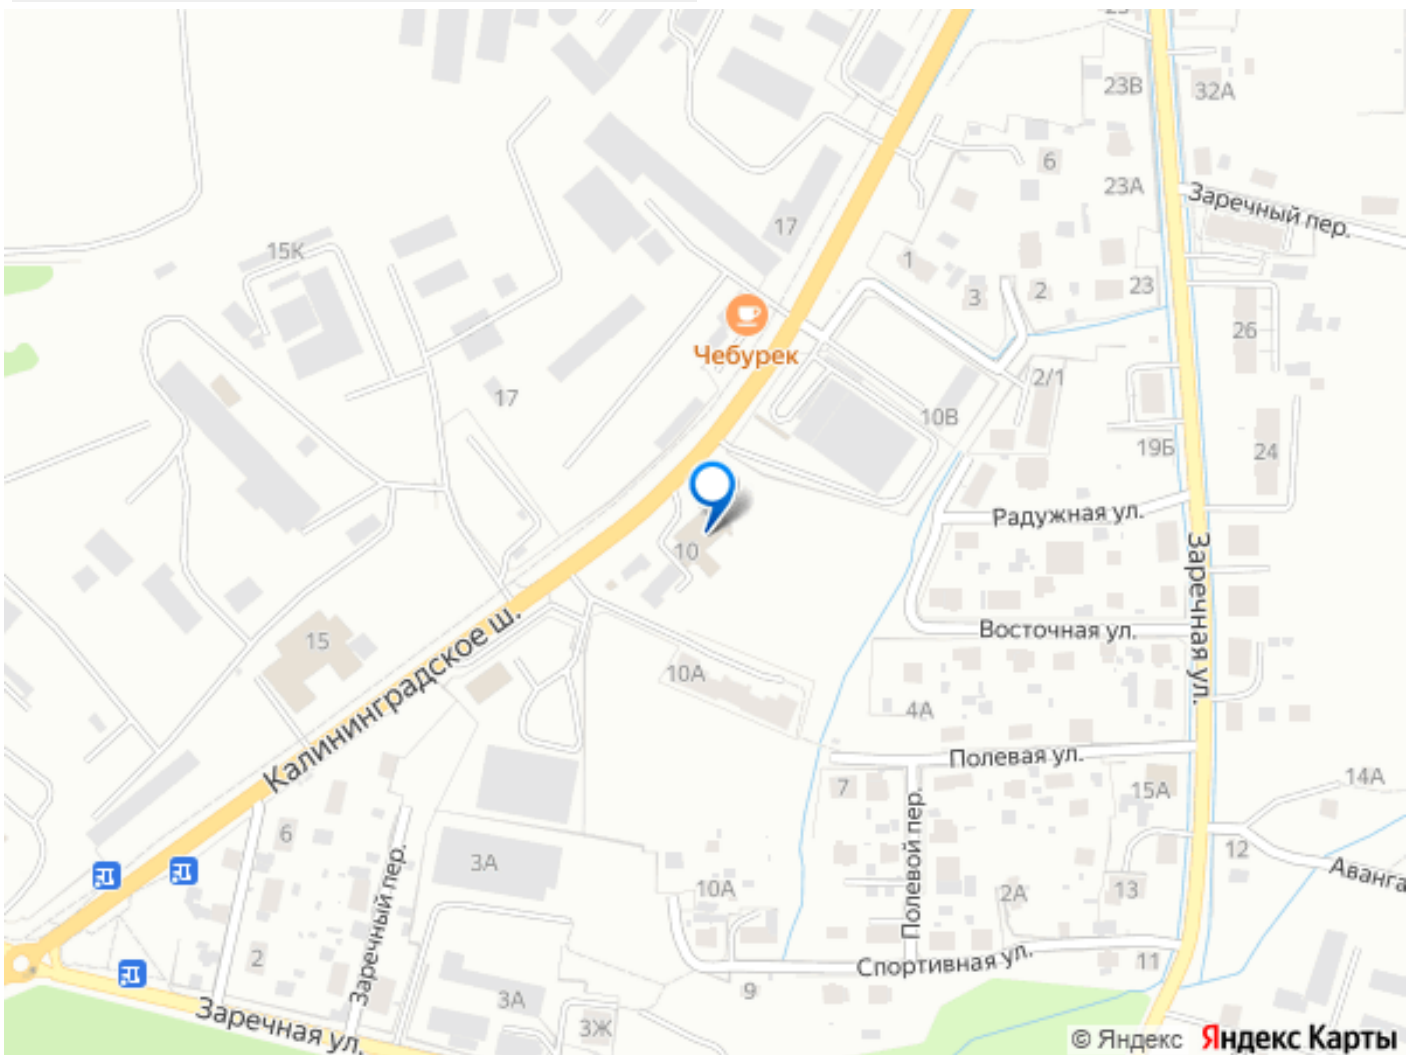 23В
32А
6
23А
Заречный пер.
17
15К
1
23
3
2
26
Чебурек
2/1
17
10В
19Б
24
Радужная ул.
10
Заречная ул.
Восточная ул.
15
Калининградское ш.
10А
4А
Полевая ул.
14А
7
15А
6
Полевой пер.
12
3А
Заречный пер.
Аванга
10А
2А
13
2
Спортивная ул.
11
9
3А
Заречная ул.
3Ж
© Яндекс Яндекс Карты